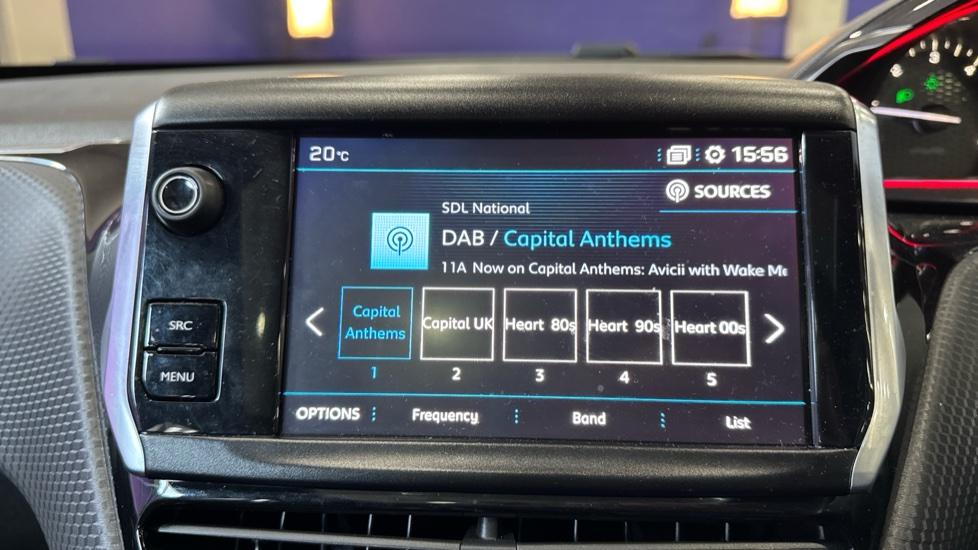 20°C 15:56
SOURCES
SDL National
DAB / Capital Anthems
11A Now on Capital Anthems: Avicii with Wake
SRC
MENU
Capital
Anthems
Capital UK
Heart 80s
Heart 90s
Heart 00s
1 2 3 4 5
OPTIONS Frequency Band List